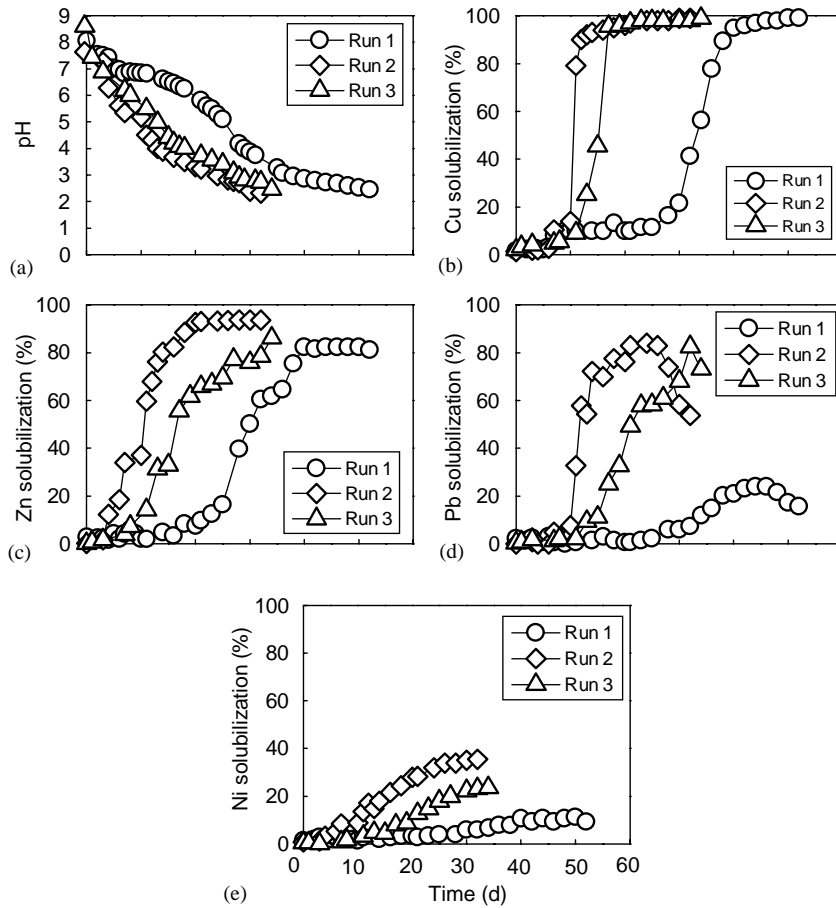 9
8
7
6
5
4
3
2
1
0
pH
Run 1
Run 2
Run 3
(a)
100
80
60
40
20
0
Cu solubilization (%)
Run 1
Run 2
Run 3
(b)
100
80
60
40
20
0
Zn solubilization (%)
Run 1
Run 2
Run 3
(c)
100
80
60
40
20
0
Pb solubilization (%)
Run 1
Run 2
Run 3
(d)
100
80
60
40
20
0
Ni solubilization (%)
Run 1
Run 2
Run 3
0 10 20 30 40 50 60
Time (d)
(e)